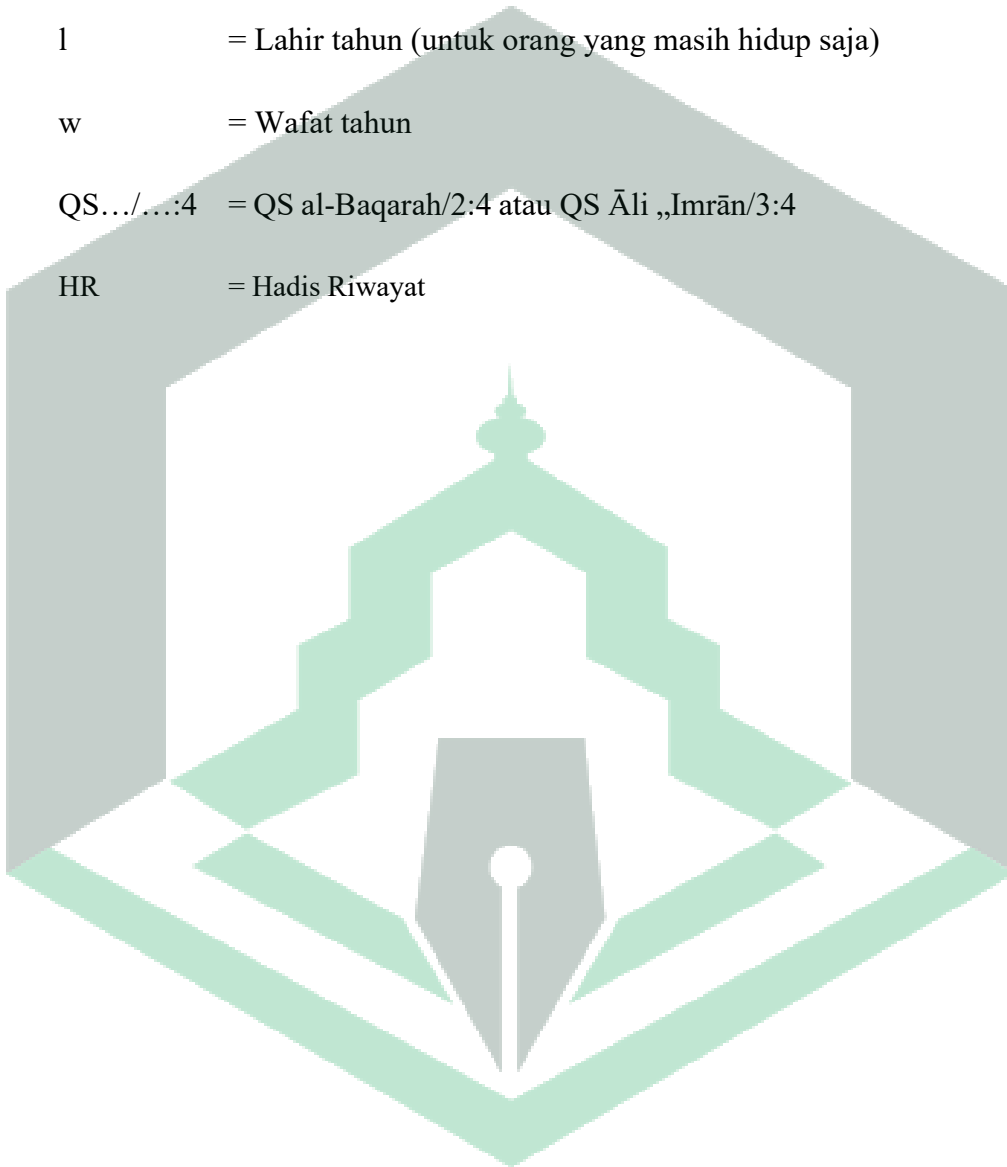 l = Lahir tahun (untuk orang yang masih hidup saja)
w = Wafat tahun
QS…/…:4 = QS al-Baqarah/2:4 atau QS Āli „Imrān/3:4
HR = Hadis Riwayat